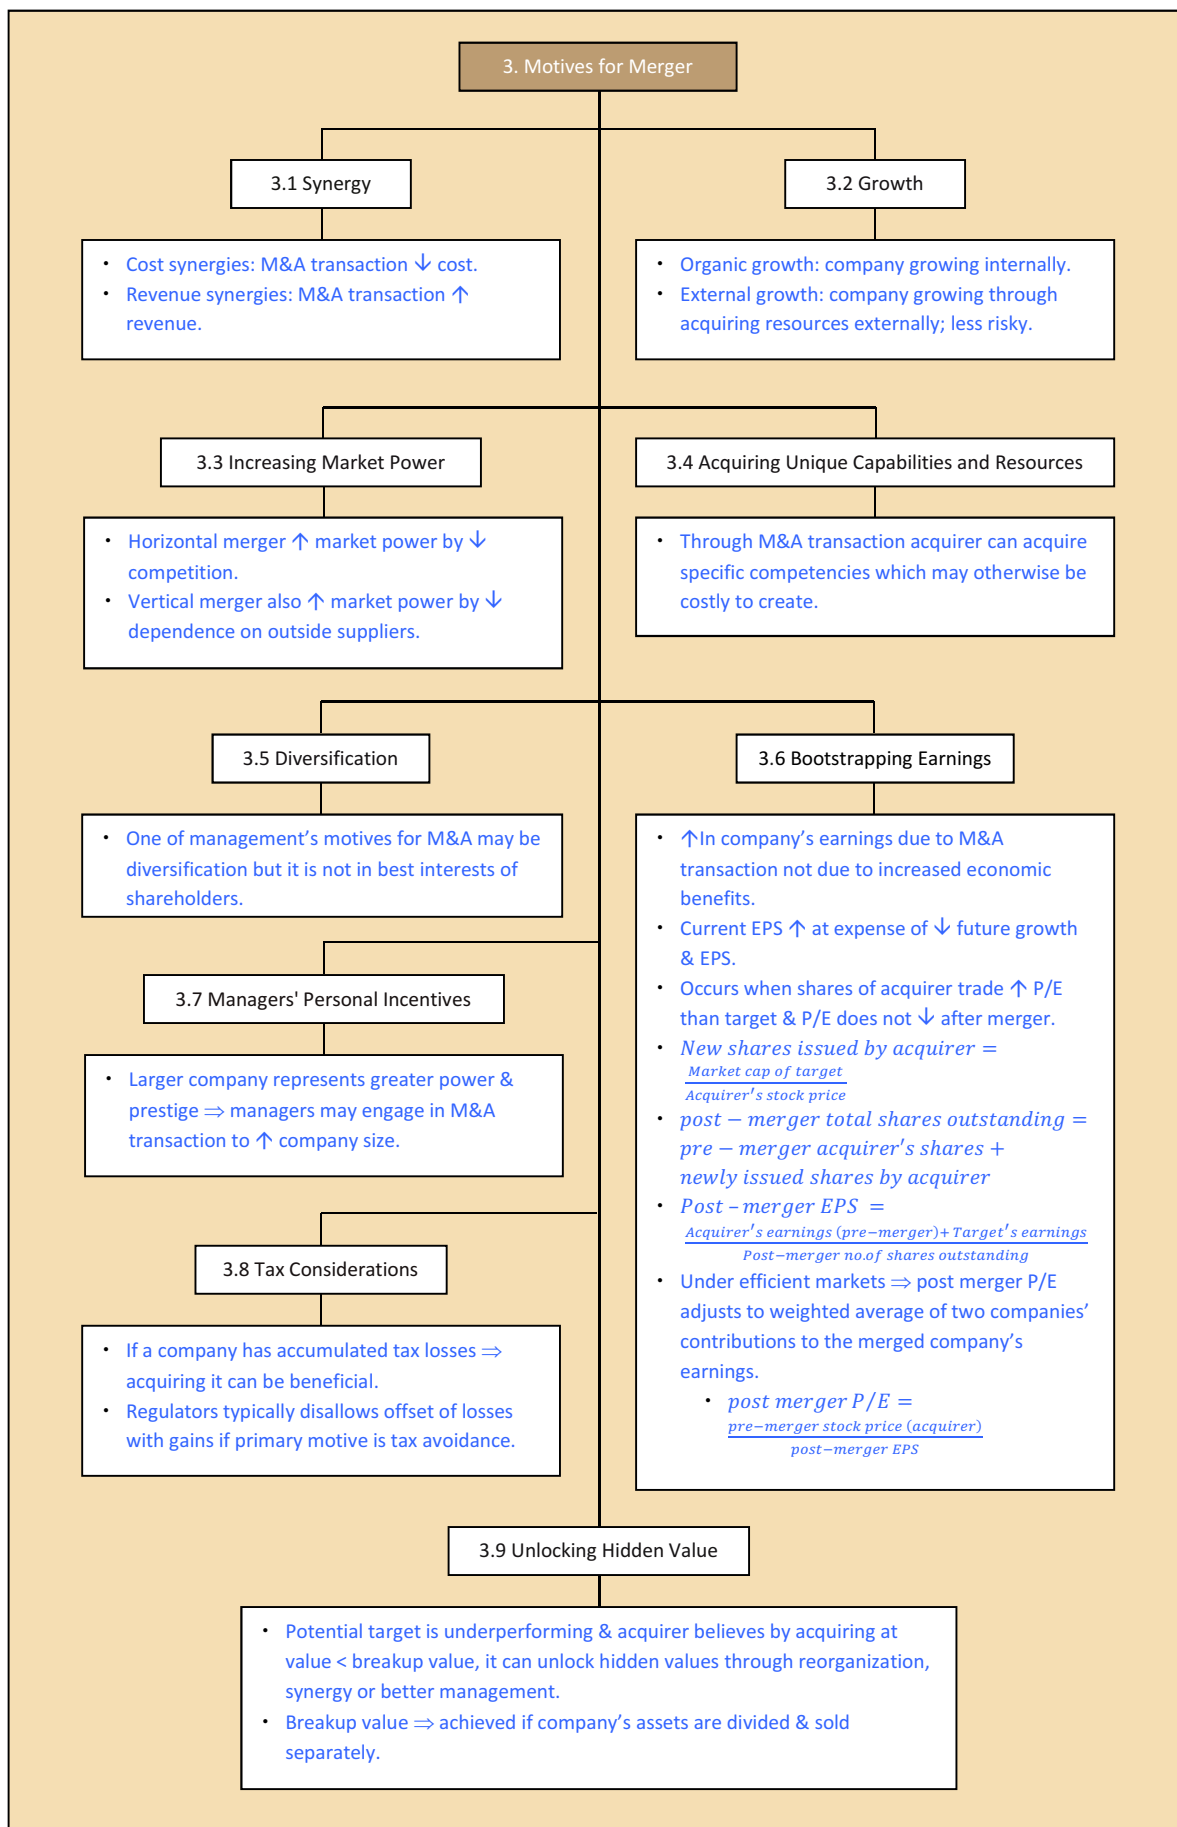 3. Motives for Merger
3.1 Synergy
• Cost synergies: M&A transaction ↓ cost.
• Revenue synergies: M&A transaction ↑
revenue.
3.2 Growth
• Organic growth: company growing internally.
• External growth: company growing through
acquiring resources externally; less risky.
3.3 Increasing Market Power
• Horizontal merger ↑ market power by ↓
competition.
• Vertical merger also ↑ market power by ↓
dependence on outside suppliers.
3.4 Acquiring Unique Capabilities and Resources
• Through M&A transaction acquirer can acquire
specific competencies which may otherwise be
costly to create.
3.5 Diversification
• One of management’s motives for M&A may be
diversification but it is not in best interests of
shareholders.
3.6 Bootstrapping Earnings
• ↑In company’s earnings due to M&A
transaction not due to increased economic
benefits.
• Current EPS ↑ at expense of ↓ future growth
& EPS.
• Occurs when shares of acquirer trade ↑ P/E
than target & P/E does not ↓ after merger.
• New shares issued by acquirer =
Market cap of target
Acquirer's stock price
• post − merger total shares outstanding =
pre − merger acquirer's shares +
newly issued shares by acquirer
• Post – merger EPS =
Acquirer's earnings (pre−merger)+Target's earnings
Post−merger no.of shares outstanding
• Under efficient markets ⇒ post merger P/E
adjusts to weighted average of two companies’
contributions to the merged company’s
earnings.
• post merger P/E =
pre−merger stock price (acquirer)
post−merger EPS
3.7 Managers' Personal Incentives
• Larger company represents greater power &
prestige ⇒ managers may engage in M&A
transaction to ↑ company size.
3.8 Tax Considerations
• If a company has accumulated tax losses ⇒
acquiring it can be beneficial.
• Regulators typically disallows offset of losses
with gains if primary motive is tax avoidance.
3.9 Unlocking Hidden Value
• Potential target is underperforming & acquirer believes by acquiring at
value < breakup value, it can unlock hidden values through reorganization,
synergy or better management.
• Breakup value ⇒ achieved if company’s assets are divided & sold
separately.